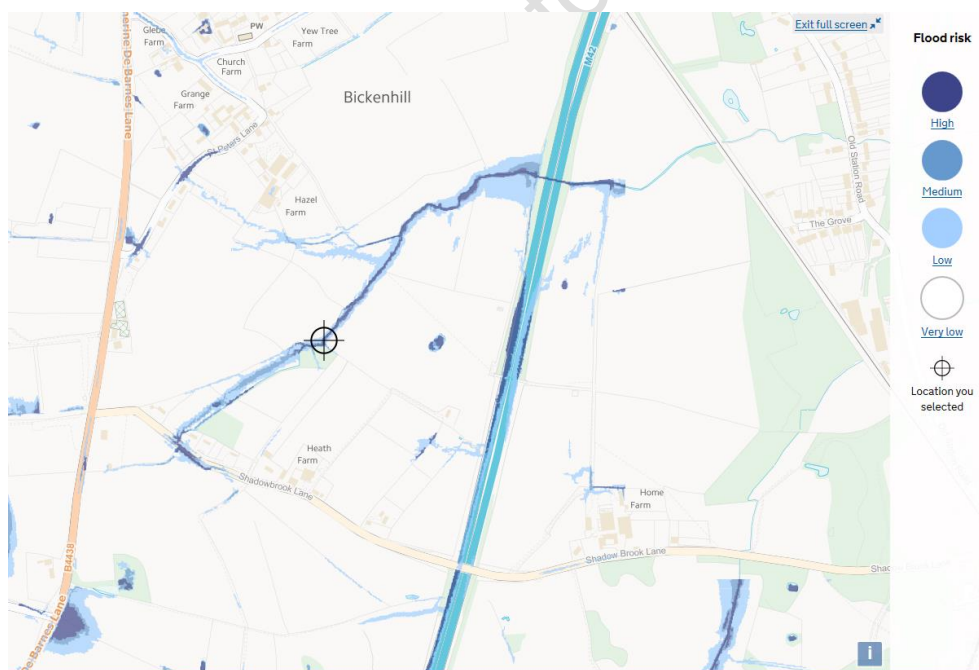 Exit full screen
Flood risk
High
Medium
Low
Very low
Location you
selected
Glebe
Farm
PW
Yew Tree
Farm
Church
Farm
Grange
Farm
Bickenhill
M42
St Peters Lane
Hazel
Farm
herine De Barnes Lane
Old Station Road
The Grove
Heath
Farm
Shadowbrook Lane
Home
Farm
Shadow Brook Lane
B4438
de Barnes Lane
i